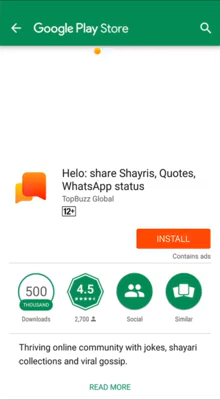 Google Play Store
Helo: share Shayris, Quotes,
WhatsApp status
TopBuzz Global
12+
INSTALL
Contains ads
500
THOUSAND
4.5
Downloads
2,700
Social
Similar
Thriving online community with jokes, shayari
collections and viral gossip.
READ MORE